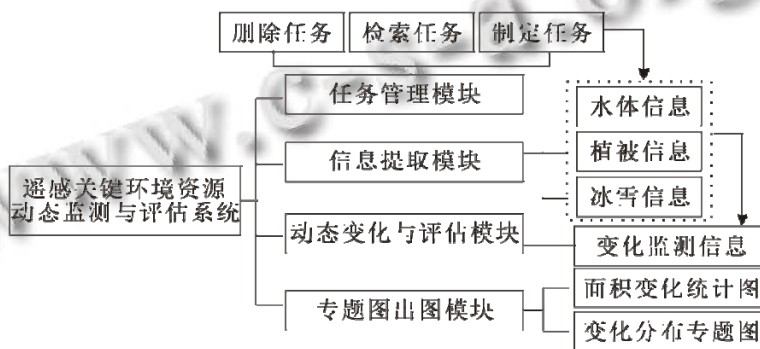 删除任务
检索任务
制定任务
任务管理模块
信息提取模块
动态变化与评估模块
专题图出图模块
遥感关键环境资源
动态监测与评估系统
水体信息
植被信息
冰雪信息
变化监测信息
面积变化统计图
变化分布专题图